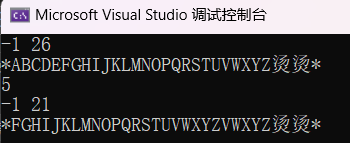 Microsoft Visual Studio 调试控制台
-1 26
*ABCDEFGHIJKLMNOPQRSTUVWXYZ烫烫*
5
-1 21
*FGHIJKLMNOPQRSTUVWXYZVWXYZ烫烫*